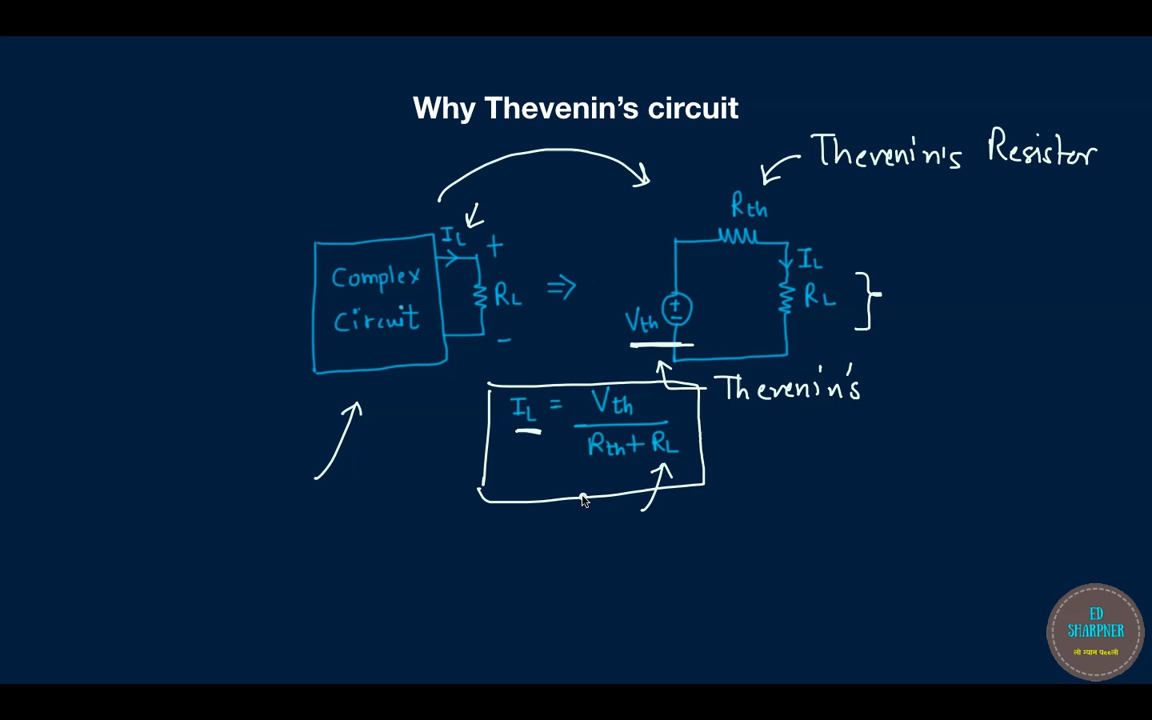 Why Thevenin's circuit
Thevenin's Resistor
Rth
IL
+
Complex
Circuit
RL
-
⇒
Vth
+
-
IL
RL
Thevenin's
IL = Vth
Rth + RL
ED
SHARPNER
लो ग्यान पeeलो